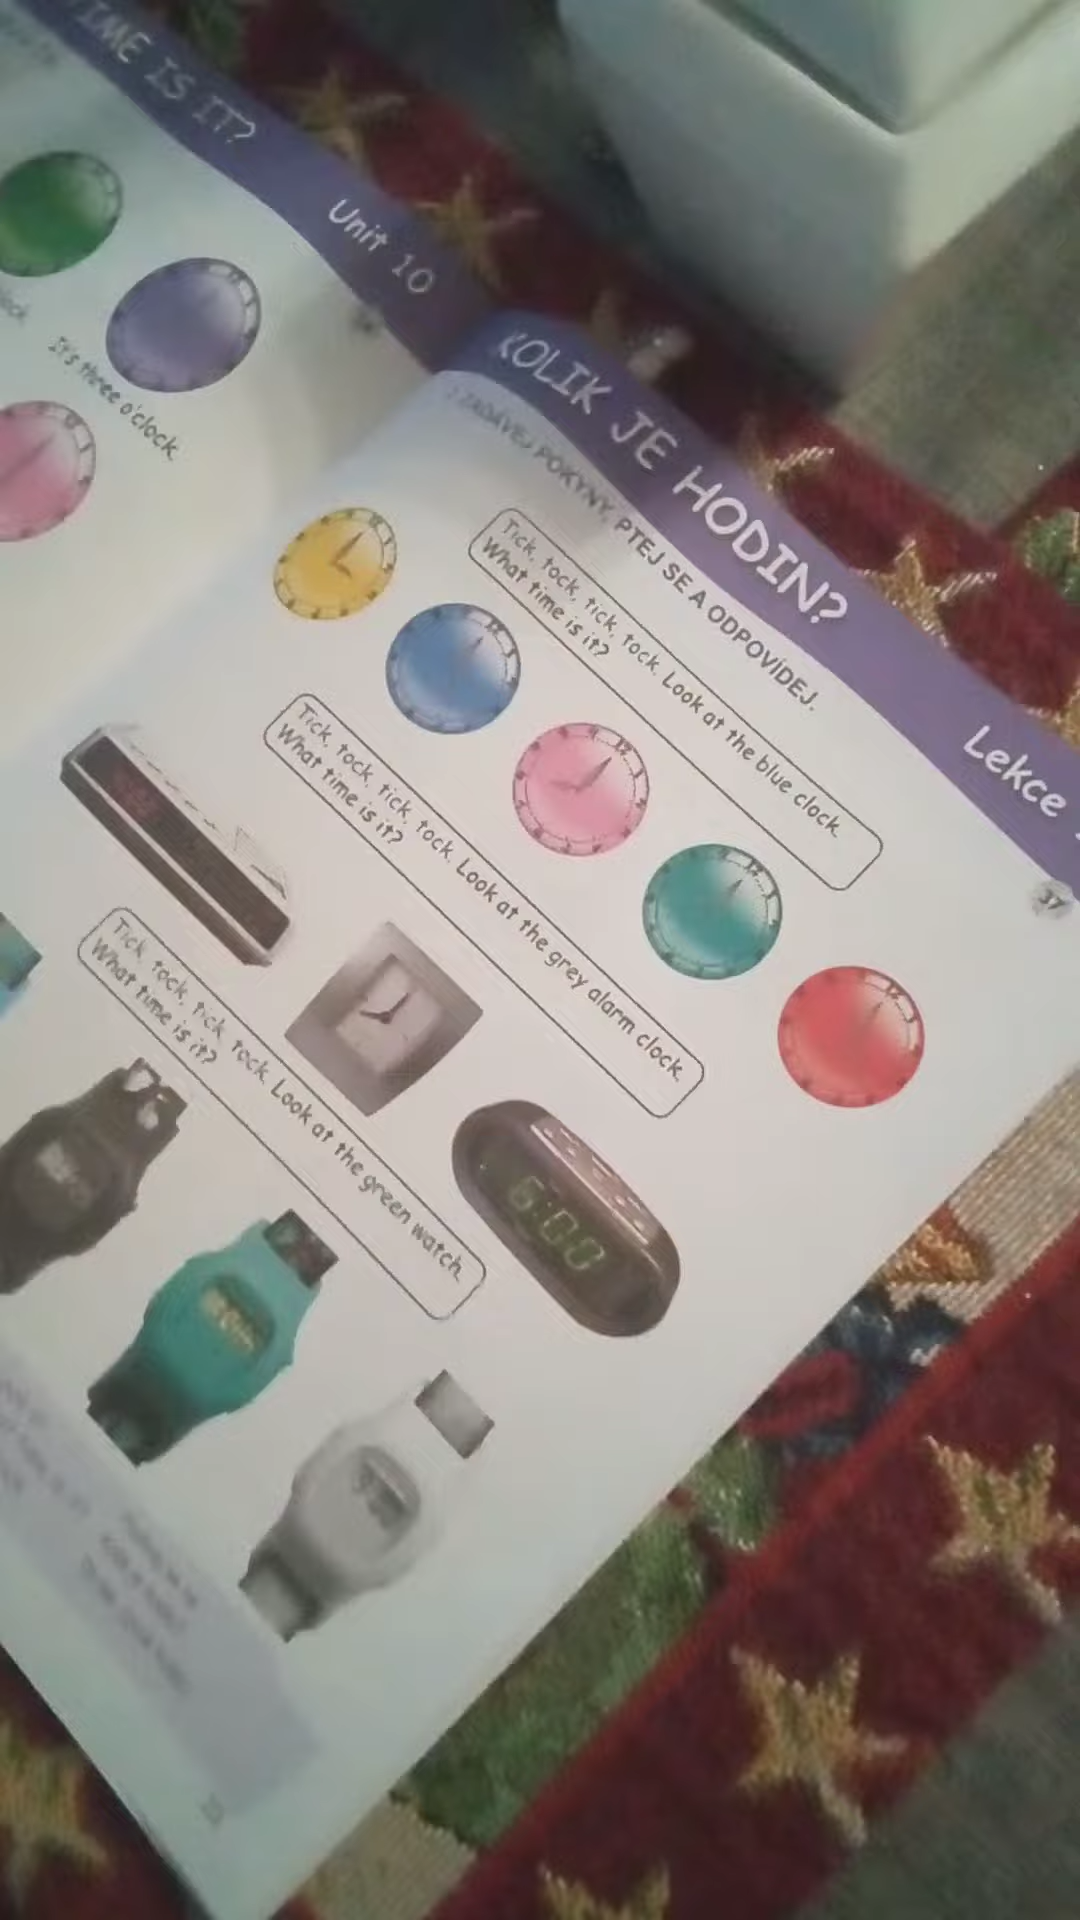 TIME IS IT?
Unit 10
It's three o'clock.
KOLIK JE HODIN?
Lekce
37
2 ZADÁVEJ POKYNY, PTEJ SE A ODPOVÍDEJ.
Tick, tock, tick, tock. Look at the blue clock.
What time is it?
Tick, tock, tick, tock. Look at the grey alarm clock.
What time is it?
6:00
Tick, tock, tick, tock. Look at the green watch.
What time is it?